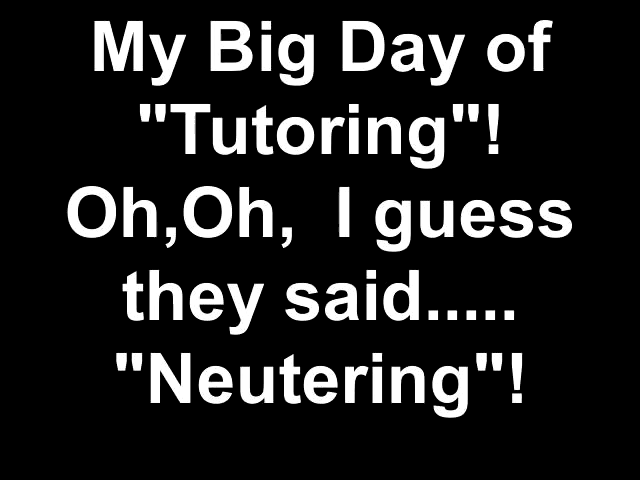 My Big Day of
"Tutoring"!
Oh,Oh,  I guess
they said.....
"Neutering"!